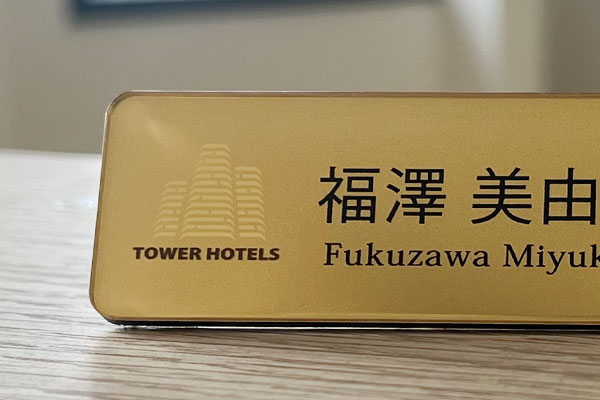 TOWER HOTELS
福澤 美由
Fukuzawa Miyuk